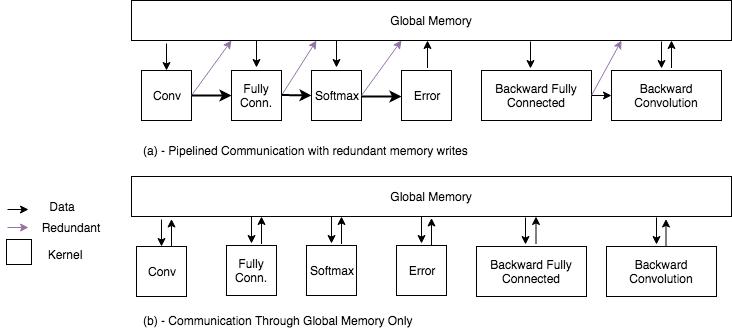 Global Memory
Conv
Fully
Conn.
Softmax
Error
Backward Fully
Connected
Backward
Convolution
(a) - Pipelined Communication with redundant memory writes
Data
Redundant
Kernel
Global Memory
Conv
Fully
Conn.
Softmax
Error
Backward Fully
Connected
Backward
Convolution
(b) - Communication Through Global Memory Only